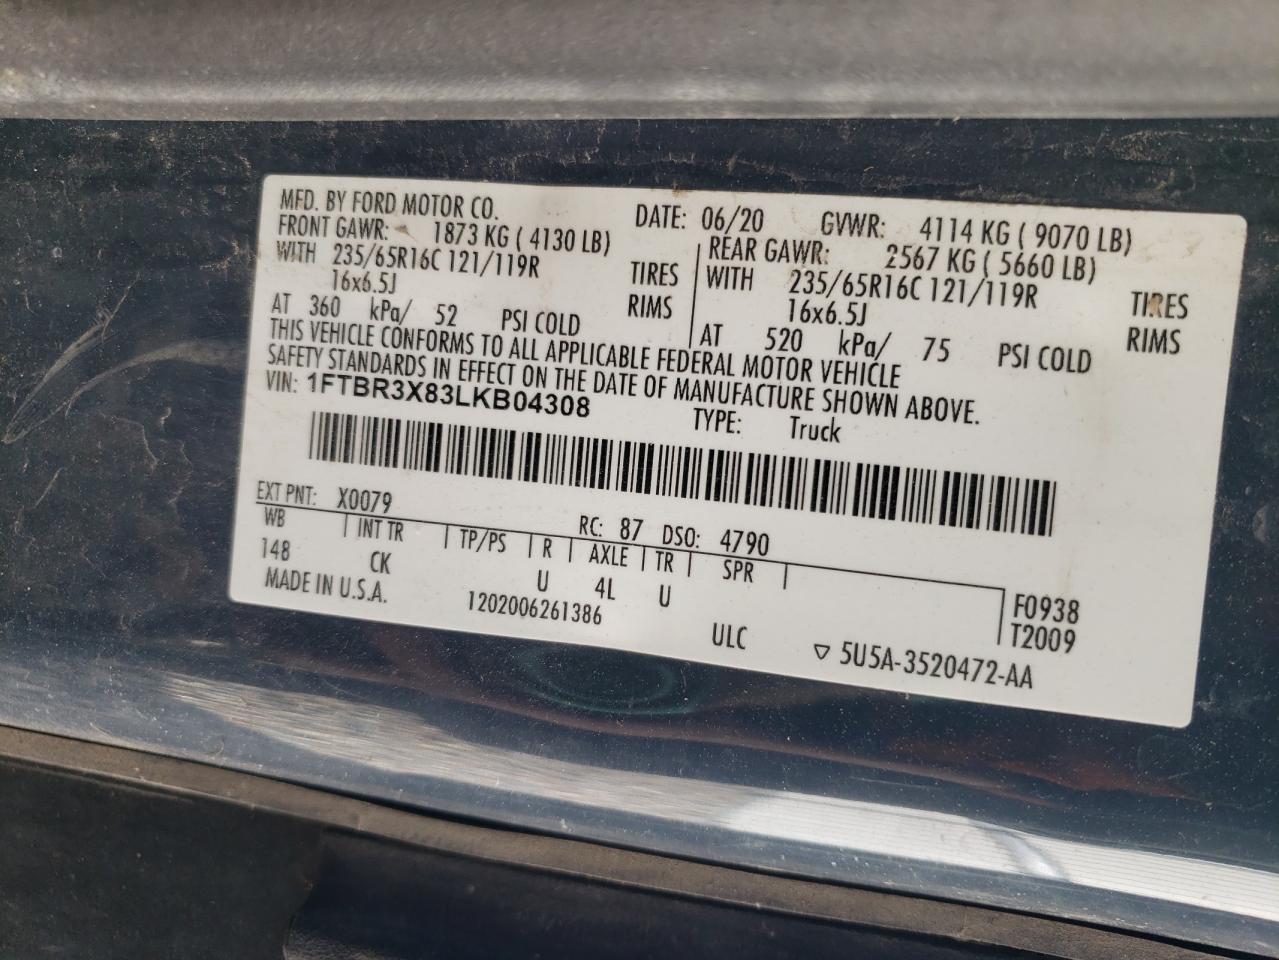 MFD. BY FORD MOTOR CO. DATE: 06/20 GVWR: 4114 KG ( 9070 LB)
FRONT GAWR: 1873 KG ( 4130 LB) REAR GAWR: 2567 KG ( 5660 LB)
WITH 235/65R16C 121/119R TIRES WITH 235/65R16C 121/119R TIRES
16x6.5J RIMS 16x6.5J RIMS
AT 360 kPa/ 52 PSI COLD AT 520 kPa/ 75 PSI COLD
THIS VEHICLE CONFORMS TO ALL APPLICABLE FEDERAL MOTOR VEHICLE
SAFETY STANDARDS IN EFFECT ON THE DATE OF MANUFACTURE SHOWN ABOVE.
VIN: 1FTBR3X83LKB04308 TYPE: Truck
EXT PNT: X0079 RC: 87 DSO: 4790
WB INT TR TP/PS R AXLE TR SPR F0938
148 CK U 4L U T2009
MADE IN U.S.A. 1202006261386 ULC ▽ 5U5A-3520472-AA